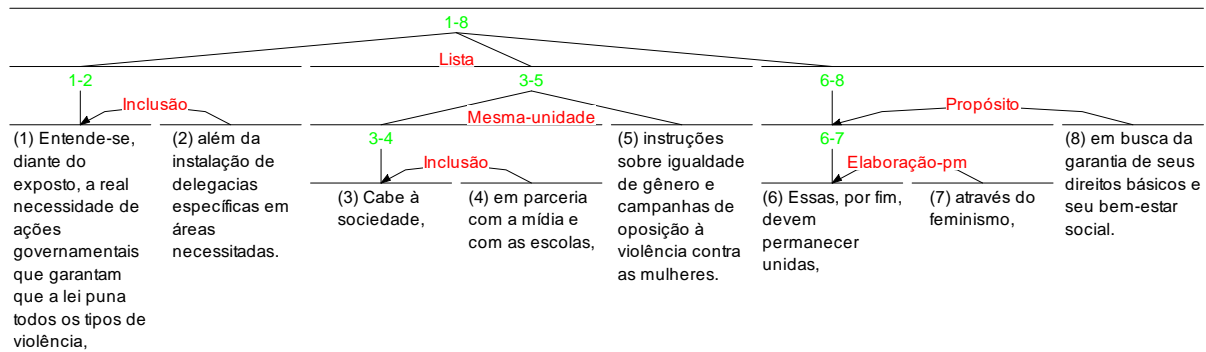 1-8
Lista
1-2
3-5
6-8
Inclusão
Mesma-unidade
Propósito
(1) Entende-se,
diante do
exposto, a real
necessidade de
ações
governamentais
que garantam
que a lei puna
todos os tipos de
violência,
(2) além da
instalação de
delegacias
específicas em
áreas
necessitadas.
3-4
Inclusão
(3) Cabe à
sociedade,
(4) em parceria
com a mídia e
com as escolas,
(5) instruções
sobre igualdade
de gênero e
campanhas de
oposição à
violência contra
as mulheres.
6-7
Elaboração-pm
(6) Essas, por fim,
devem
permanecer
unidas,
(7) através do
feminismo,
(8) em busca da
garantia de seus
direitos básicos e
seu bem-estar
social.